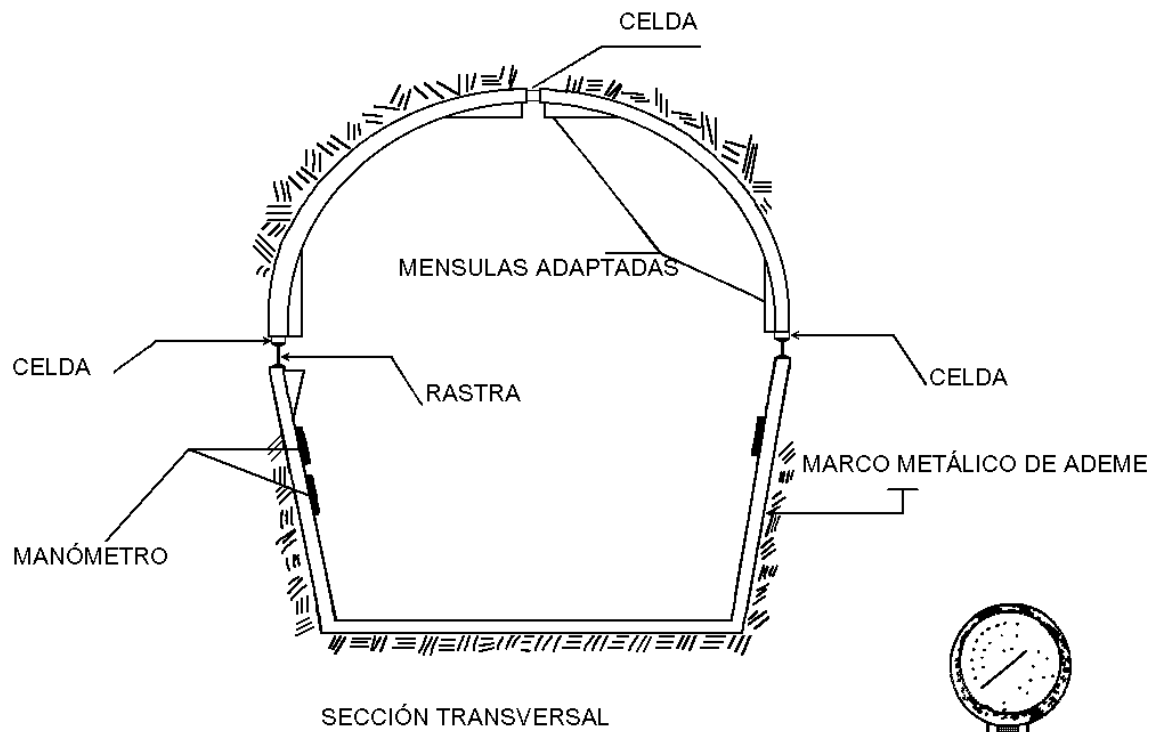 CELDA
MENSULAS ADAPTADAS
CELDA
RASTRA
CELDA
MARCO METÁLICO DE ADEME
MANÓMETRO
SECCIÓN TRANSVERSAL